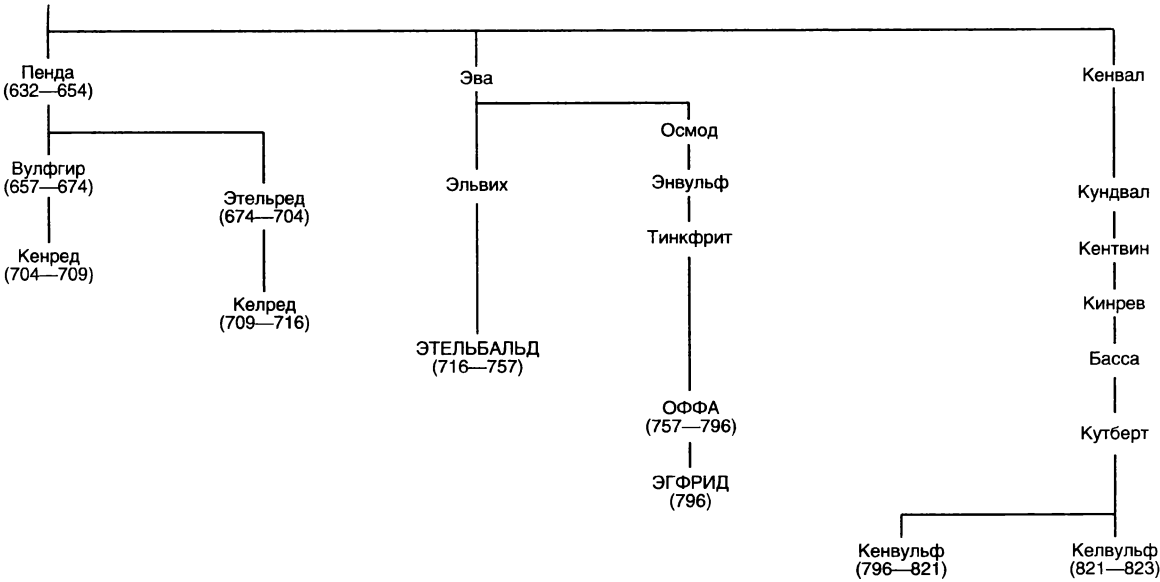 Пенда
(632—654)
Эва
Кенвал
Осмод
Вулфгир
(657—674)
Этельред
(674—704)
Эльвих
Энвульф
Кундвал
Тинкфрит
Кенред
(704—709)
Кентвин
Келред
(709—716)
Кинрев
ЭТЕЛЬБАЛЬД
(716—757)
Басса
ОФФА
(757—796)
Кутберт
ЭГФРИД
(796)
Кенвульф
(796—821)
Келвульф
(821—823)